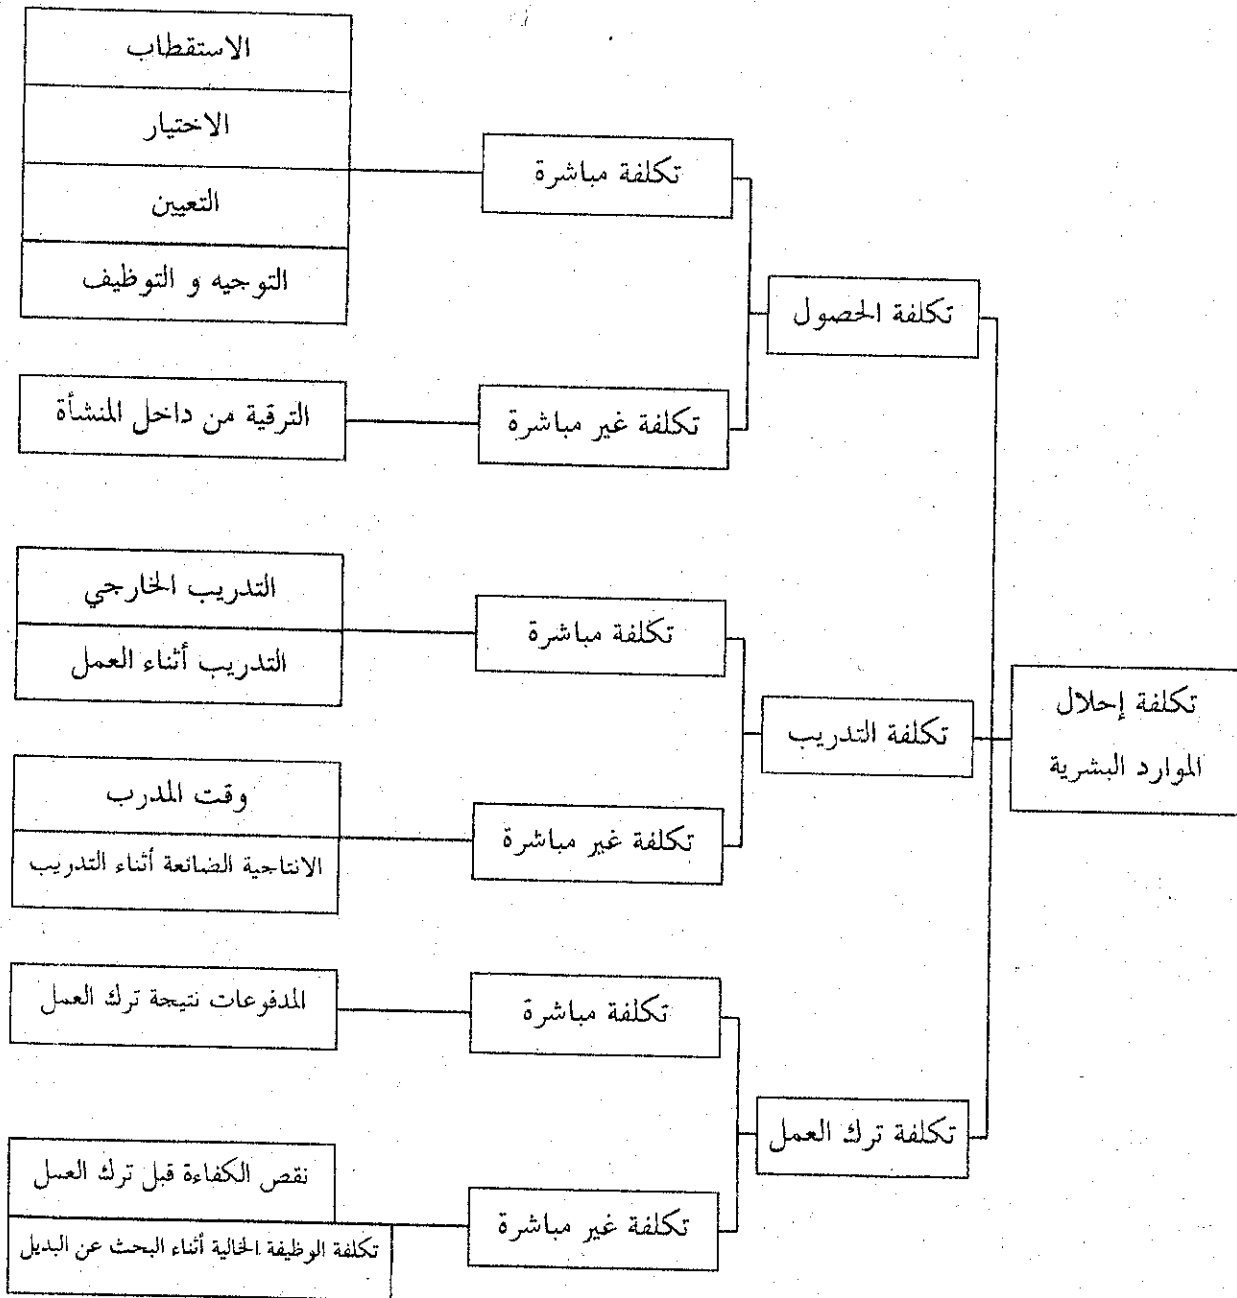 تكلفة إحلال
الموارد البشرية
تكلفة الحصول
تكلفة مباشرة
الاستقطاب
الاختيار
التعيين
التوجيه و التوظيف
تكلفة غير مباشرة
الترقية من داخل المنشأة
تكلفة التدريب
تكلفة مباشرة
التدريب الخارجي
التدريب أثناء العمل
تكلفة غير مباشرة
وقت المدرب
الانتاجية الضائعة أثناء التدريب
تكلفة ترك العمل
تكلفة مباشرة
المدفوعات نتيجة ترك العمل
تكلفة غير مباشرة
نقص الكفاءة قبل ترك العمل
تكلفة الوظيفة الخالية أثناء البحث عن البديل